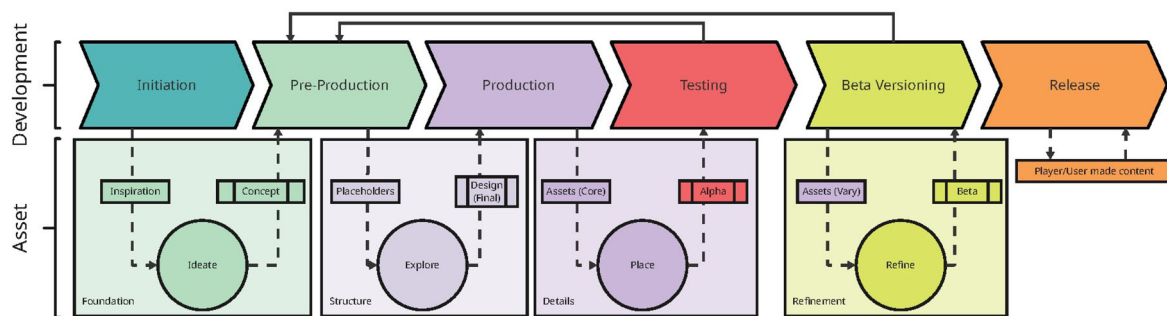 Development
Initiation
Pre-Production
Production
Testing
Beta Versioning
Release
Asset
Inspiration
Concept
Ideate
Foundation
Placeholders
Design
(Final)
Explore
Structure
Assets (Core)
Alpha
Place
Details
Assets (Vary)
Beta
Refine
Refinement
Player/User made content